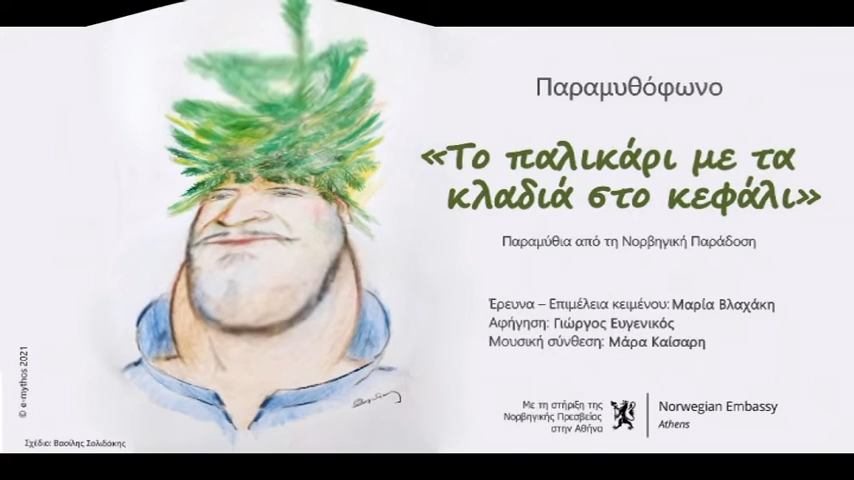 Παραμυθόφωνο
«Το παλικάρι με τα
κλαδιά στο κεφάλι»
Παραμύθια από τη Νορβηγική Παράδοση
Έρευνα – Επιμέλεια κειμένου: Μαρία Βλαχάκη
Αφήγηση: Γιώργος Ευγενικός
Μουσική σύνθεση: Μάρα Καίσαρη
Με τη στήριξη της
Νορβηγικής Πρεσβείας
στην Αθήνα
Norwegian Embassy
Athens
© e-mythos 2021
Σχέδιο: Βασίλης Σολιδάκης